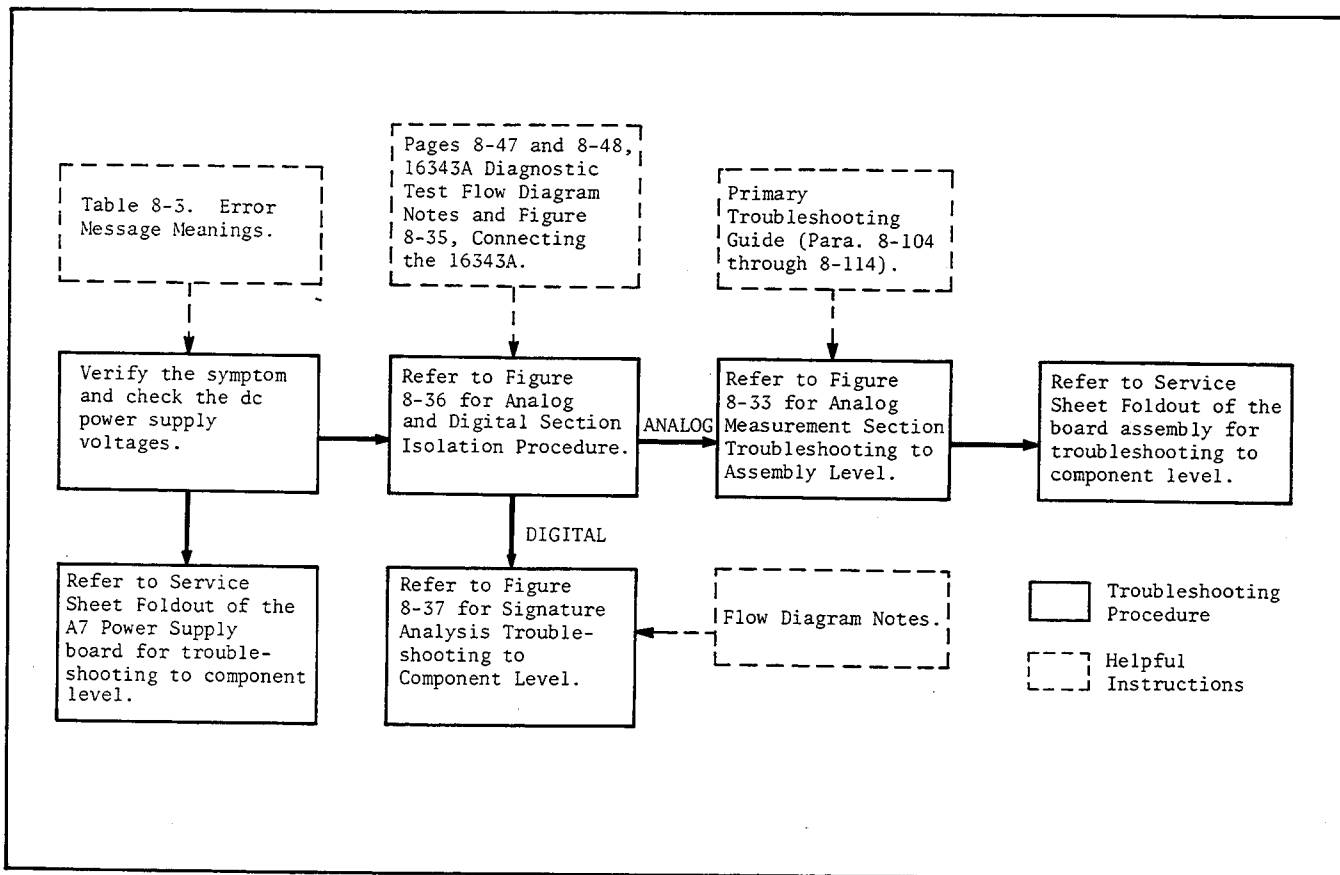 Table 8-3. Error
Message Meanings.
Pages 8-47 and 8-48,
16343A Diagnostic
Test Flow Diagram
Notes and Figure
8-35, Connecting
the 16343A.
Primary
Troubleshooting
Guide (Para. 8-104
through 8-114).
Verify the symptom
and check the dc
power supply
voltages.
Refer to Figure
8-36 for Analog
and Digital Section
Isolation Procedure.
ANALOG
Refer to Figure
8-33 for Analog
Measurement Section
Troubleshooting to
Assembly Level.
Refer to Service
Sheet Foldout of the
board assembly for
troubleshooting to
component level.
DIGITAL
Refer to Service
Sheet Foldout of the
A7 Power Supply
board for trouble-
shooting to component
level.
Refer to Figure
8-37 for Signature
Analysis Trouble-
shooting to
Component Level.
Flow Diagram Notes.
Troubleshooting
Procedure
Helpful
Instructions